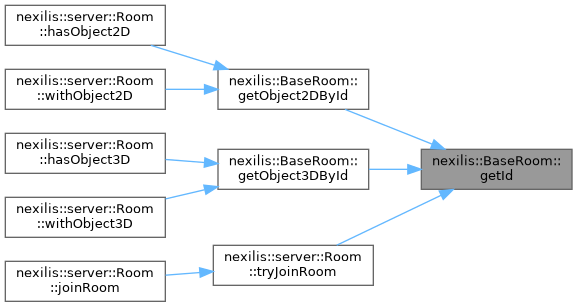 nexilis::server::Room
::hasObject2D
nexilis::server::Room
::withObject2D
nexilis::BaseRoom::
getObject2DById
nexilis::server::Room
::hasObject3D
nexilis::server::Room
::withObject3D
nexilis::BaseRoom::
getObject3DById
nexilis::BaseRoom::
getId
nexilis::server::Room
::tryJoinRoom
nexilis::server::Room
::joinRoom